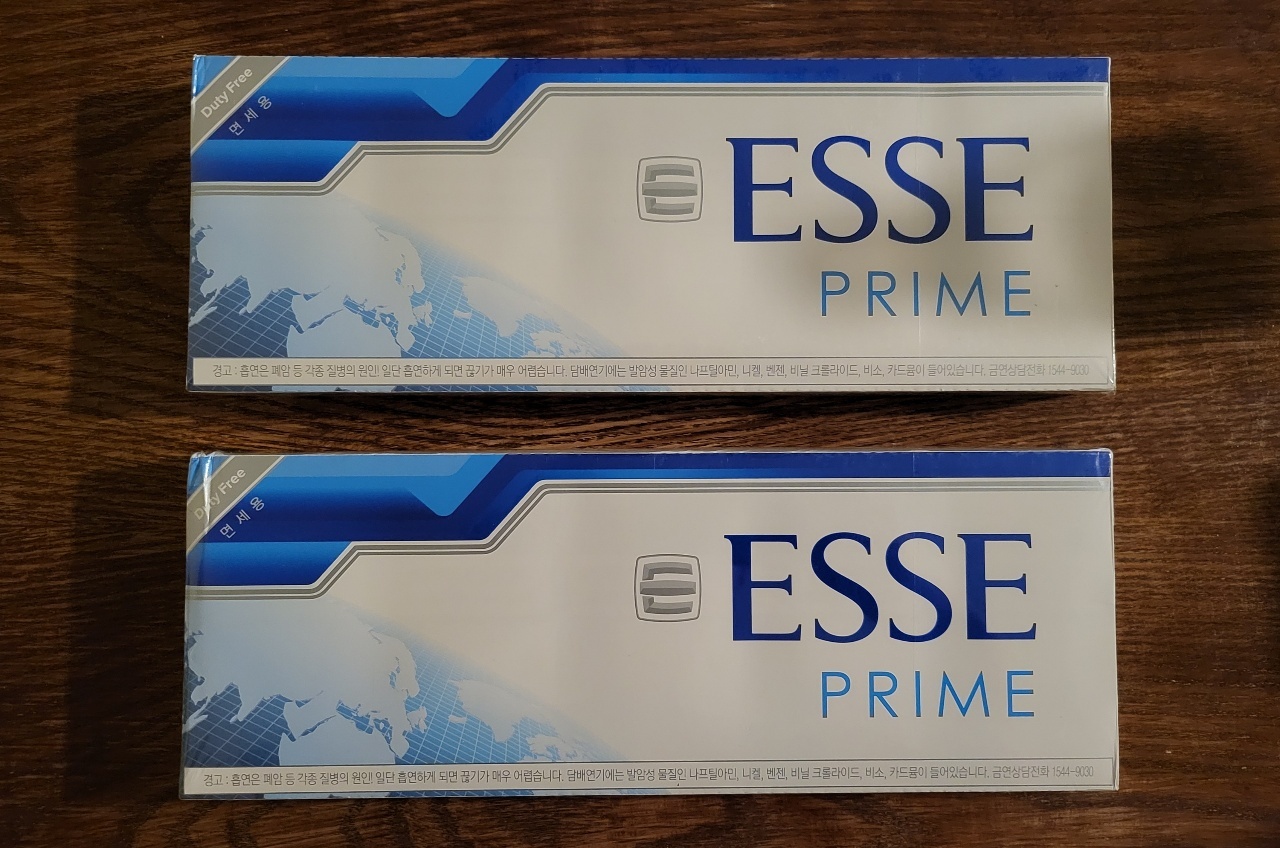 Duty Free
면세용
ESSE
PRIME
경고 : 흡연은 폐암 등 각종 질병의 원인! 일단 흡연하게 되면 끊기가 매우 어렵습니다. 담배연기에는 발암성 물질인 나프틸아민, 니켈, 벤젠, 비닐 크롤라이드, 비소, 카드뮴이 들어있습니다. 금연상담전화 1544-9030
Duty Free
면세용
ESSE
PRIME
경고 : 흡연은 폐암 등 각종 질병의 원인! 일단 흡연하게 되면 끊기가 매우 어렵습니다. 담배연기에는 발암성 물질인 나프틸아민, 니켈, 벤젠, 비닐 크롤라이드, 비소, 카드뮴이 들어있습니다. 금연상담전화 1544-9030